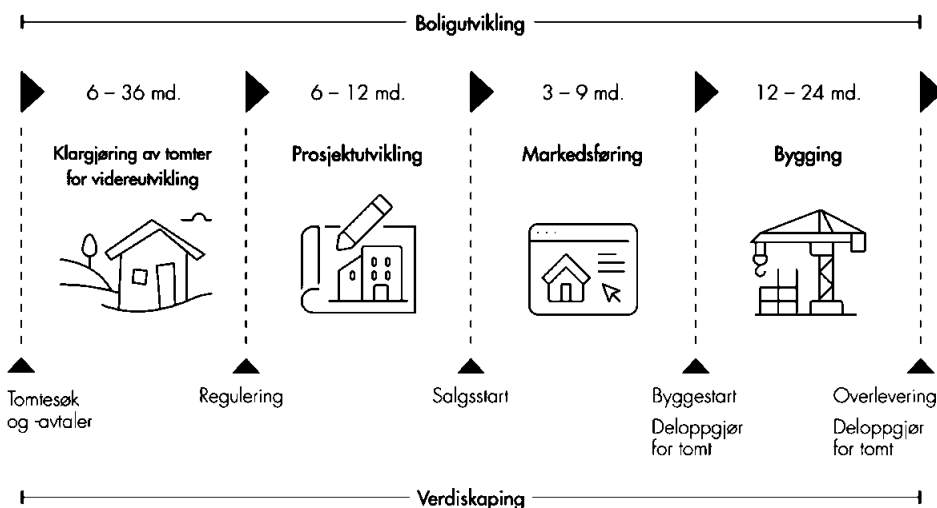 Boligutvikling
6 – 36 md.
6 – 12 md.
3 – 9 md.
12 – 24 md.
Klargjøring av tomter
for videreutvikling
Prosjektutvikling
Markedsføring
Bygging
Tomtesøk
og -avtaler
Regulering
Salgsstart
Byggestart
Deloppgjør
for tomt
Overlevering
Deloppgjør
for tomt
Verdiskaping